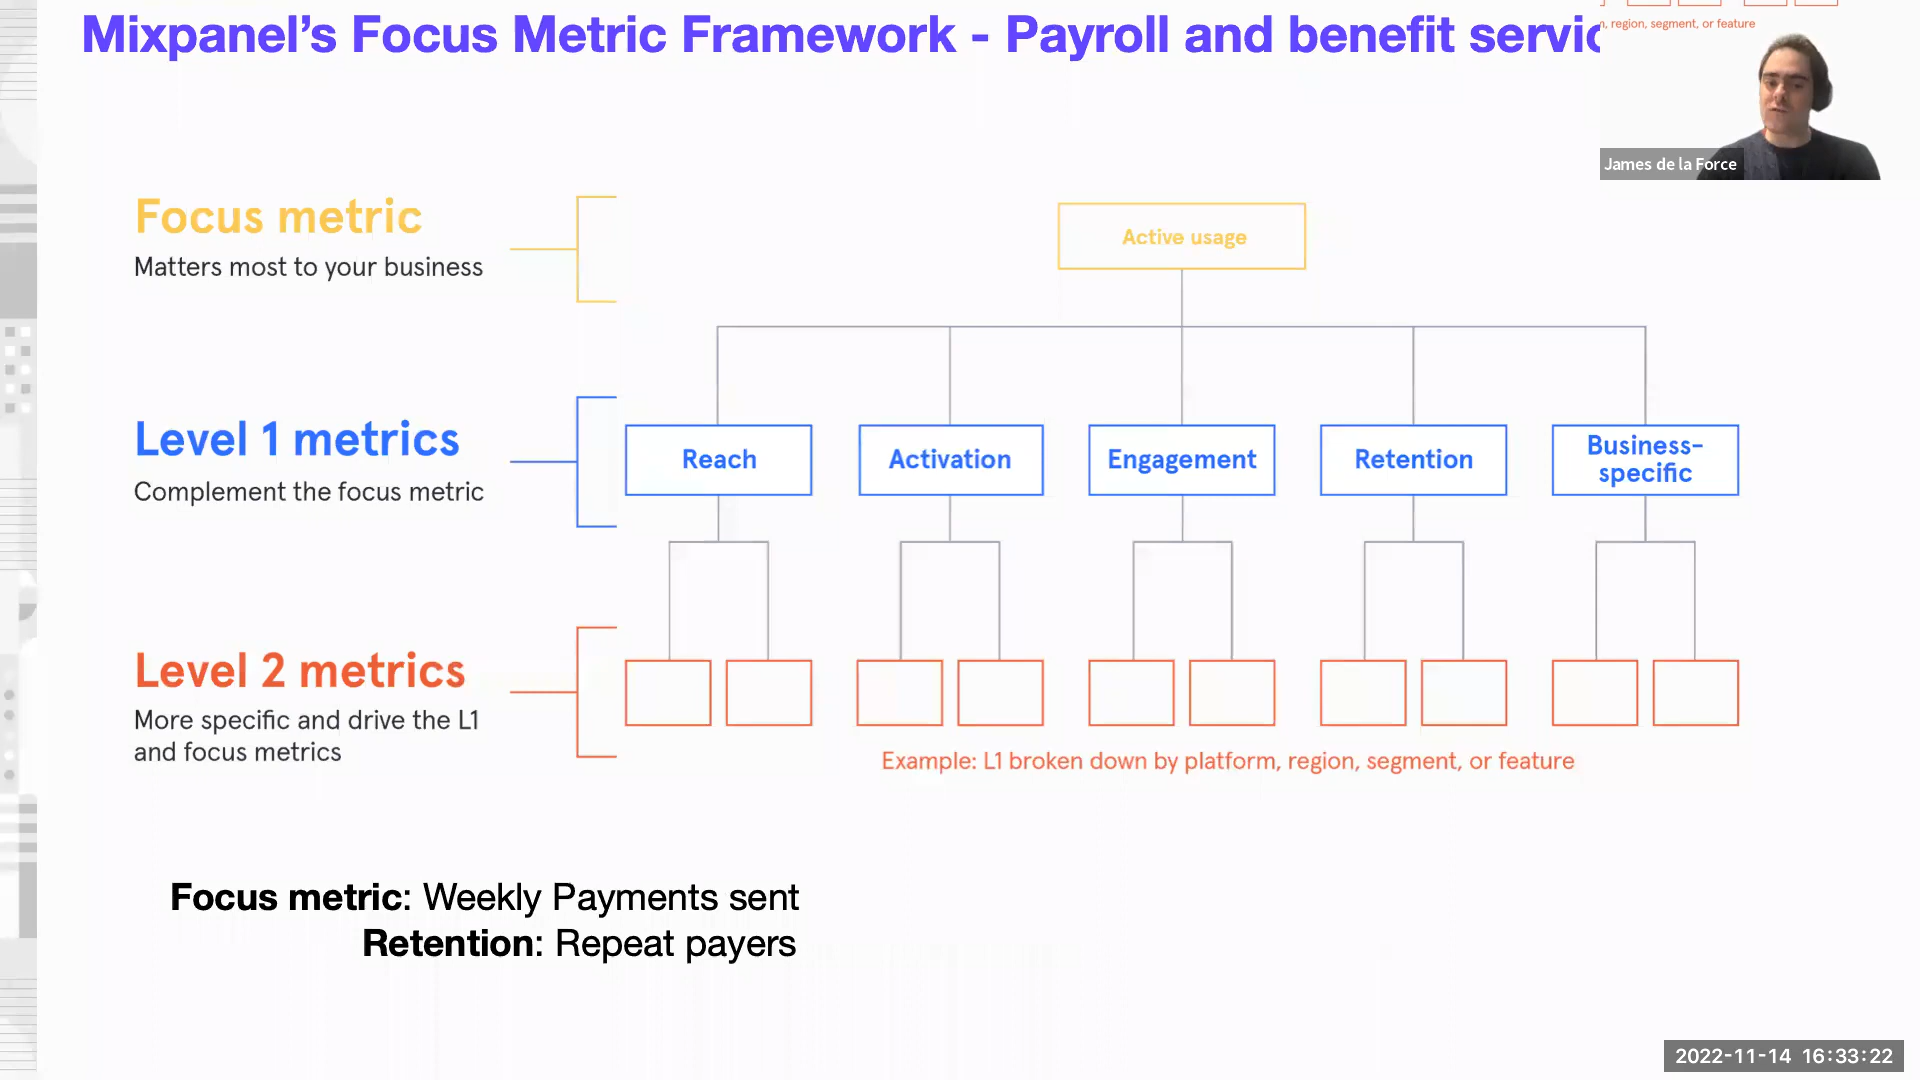 Mixpanel’s Focus Metric Framework - Payroll and benefit
region, segment, or feature
James de la Force
Focus metric
Matters most to your business
Active usage
Level 1 metrics
Complement the focus metric
Reach
Activation
Engagement
Retention
Business-
specific
Level 2 metrics
More specific and drive the L1
and focus metrics
Example: L1 broken down by platform, region, segment, or feature
Focus metric: Weekly Payments sent
Retention: Repeat payers
2022-11-14 16:33:22